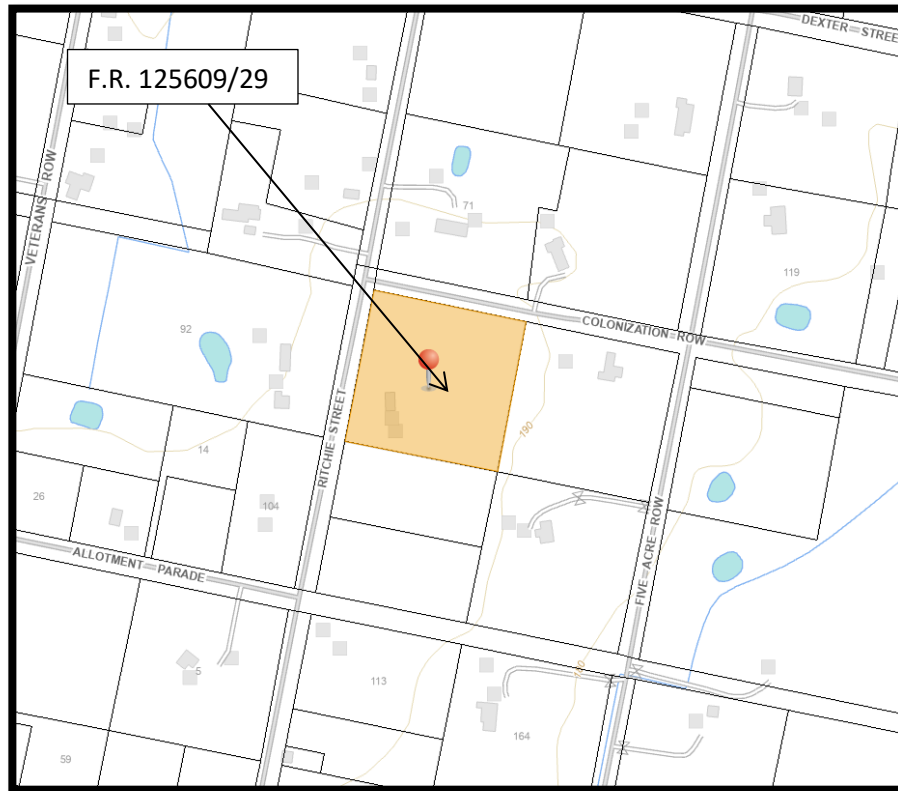 DEXTER STREE
F.R. 125609/29
VETERANS ROW
71
119
92
COLONIZATION ROW
RITCHIE STREET
190
14
26
104
FIVE ACRE ROW
ALLOTMENT PARADE
5
113
164
59